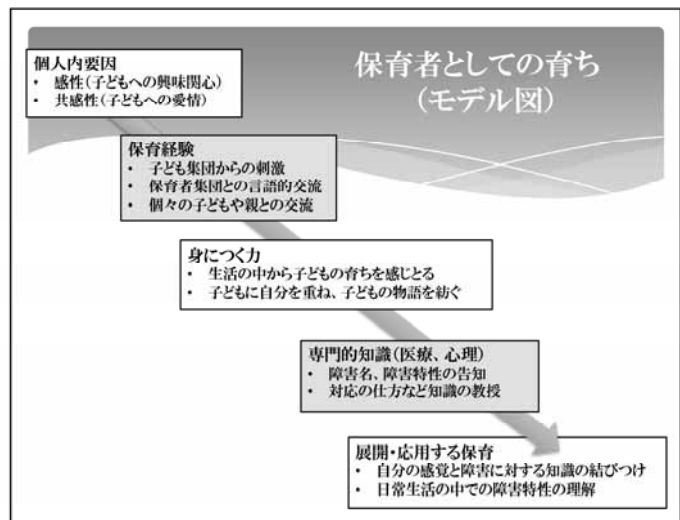 保育者としての育ち
（モデル図）
個人内要因
・ 感性（子どもへの興味関心）
・ 共感性（子どもへの愛情）
保育経験
・ 子ども集団からの刺激
・ 保育者集団との言語的交流
・ 個々の子どもや親との交流
身につく力
・ 生活の中から子どもの育ちを感じとる
・ 子どもに自分を重ね、子どもの物語を紡ぐ
専門的知識（医療、心理）
・ 障害名、障害特性の告知
・ 対応の仕方など知識の教授
展開・応用する保育
・ 自分の感覚と障害に対する知識の結びつけ
・ 日常生活の中での障害特性の理解